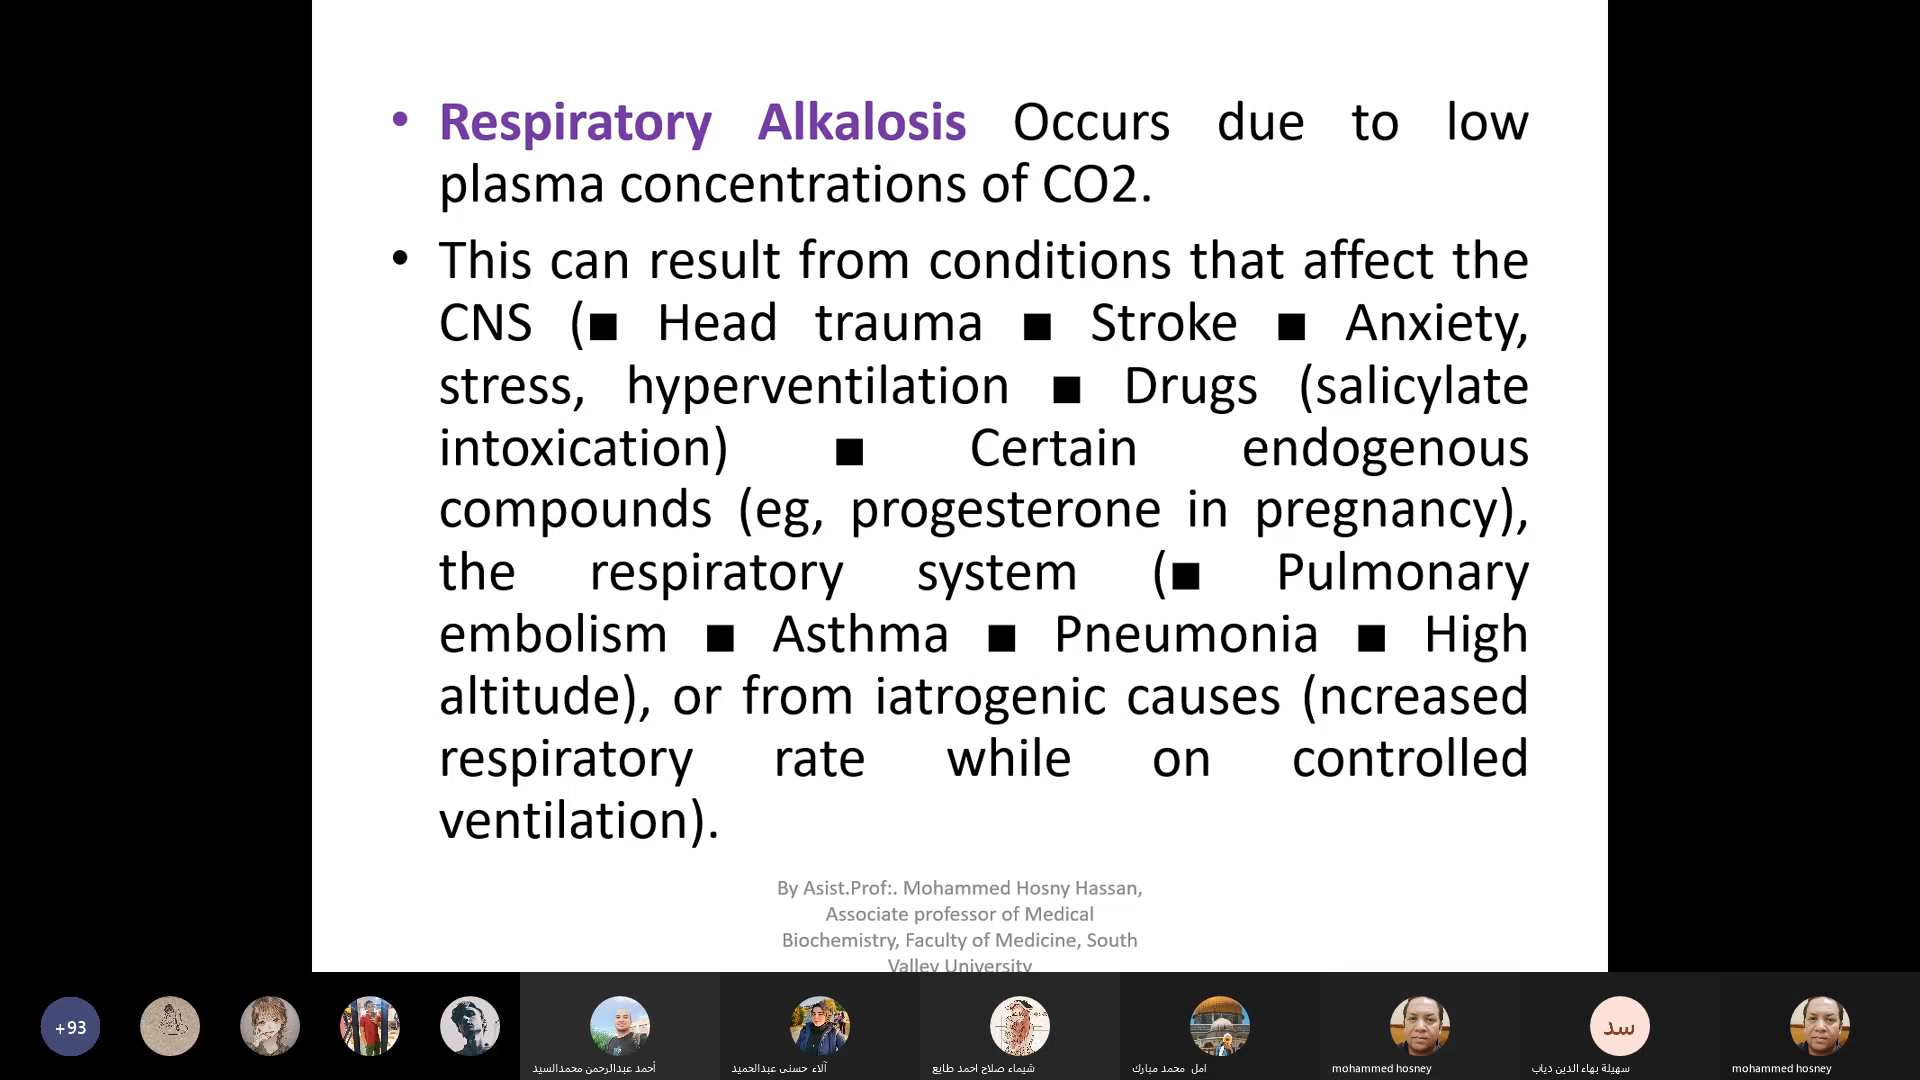 • Respiratory Alkalosis Occurs due to low
plasma concentrations of CO2.
• This can result from conditions that affect the
CNS (■ Head trauma ■ Stroke ■ Anxiety,
stress, hyperventilation ■ Drugs (salicylate
intoxication) ■ Certain endogenous
compounds (eg, progesterone in pregnancy),
the respiratory system (■ Pulmonary
embolism ■ Asthma ■ Pneumonia ■ High
altitude), or from iatrogenic causes (ncreased
respiratory rate while on controlled
ventilation).
By Asist.Prof:. Mohammed Hosny Hassan,
Associate professor of Medical
Biochemistry, Faculty of Medicine, South
Valley University
+93
سد
أحمد عبدالرحمن محمدالسيد
آلاء حسنى عبدالحميد
شيماء صلاح احمد طايع
امل محمد مبارك
mohammed hosney
سهيلة بهاء الدين دياب
mohammed hosney